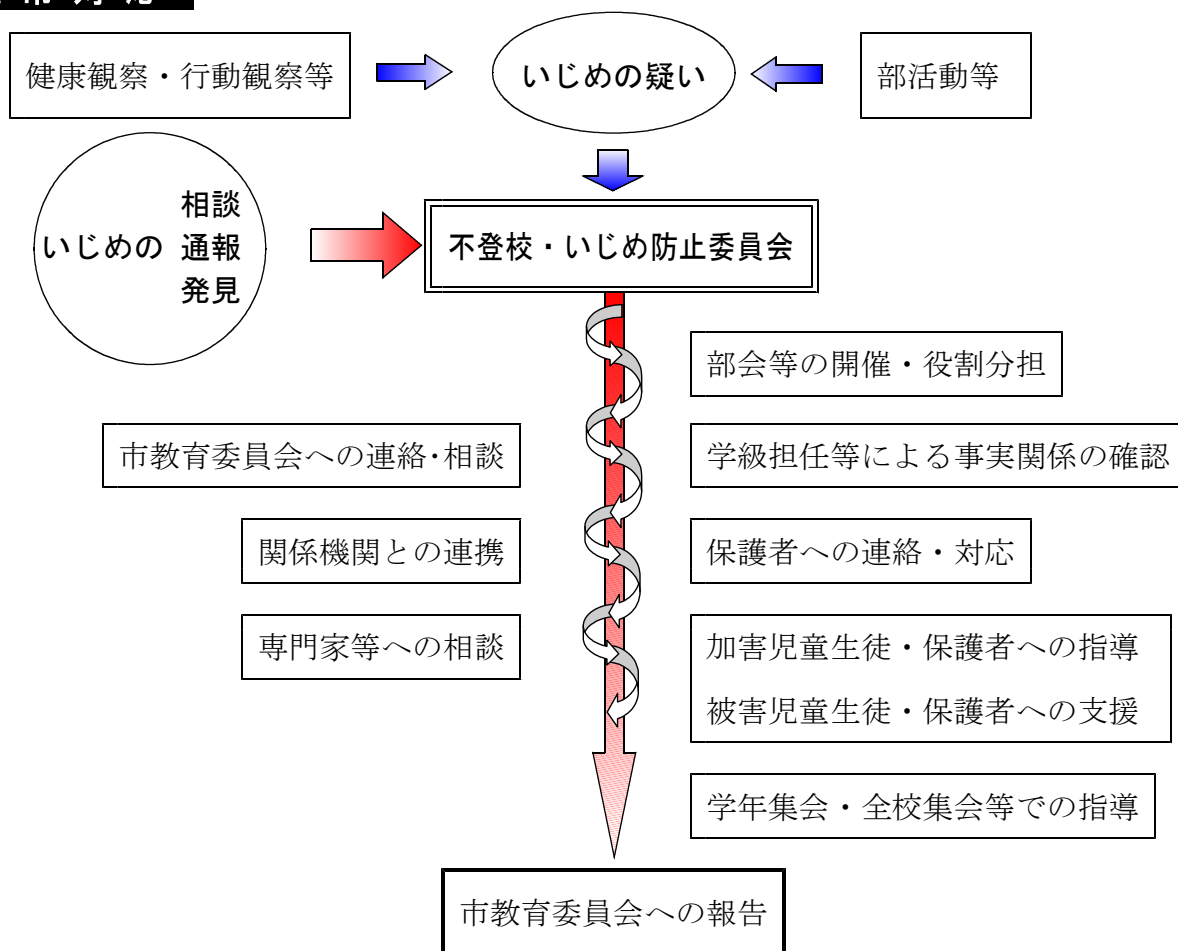 健康観察・行動観察等
いじめの疑い
部活動等
相談
いじめの 通報
発見
不登校・いじめ防止委員会
部会等の開催・役割分担
市教育委員会への連絡・相談
学級担任等による事実関係の確認
関係機関との連携
保護者への連絡・対応
専門家等への相談
加害児童生徒・保護者への指導
被害児童生徒・保護者への支援
学年集会・全校集会等での指導
市教育委員会への報告